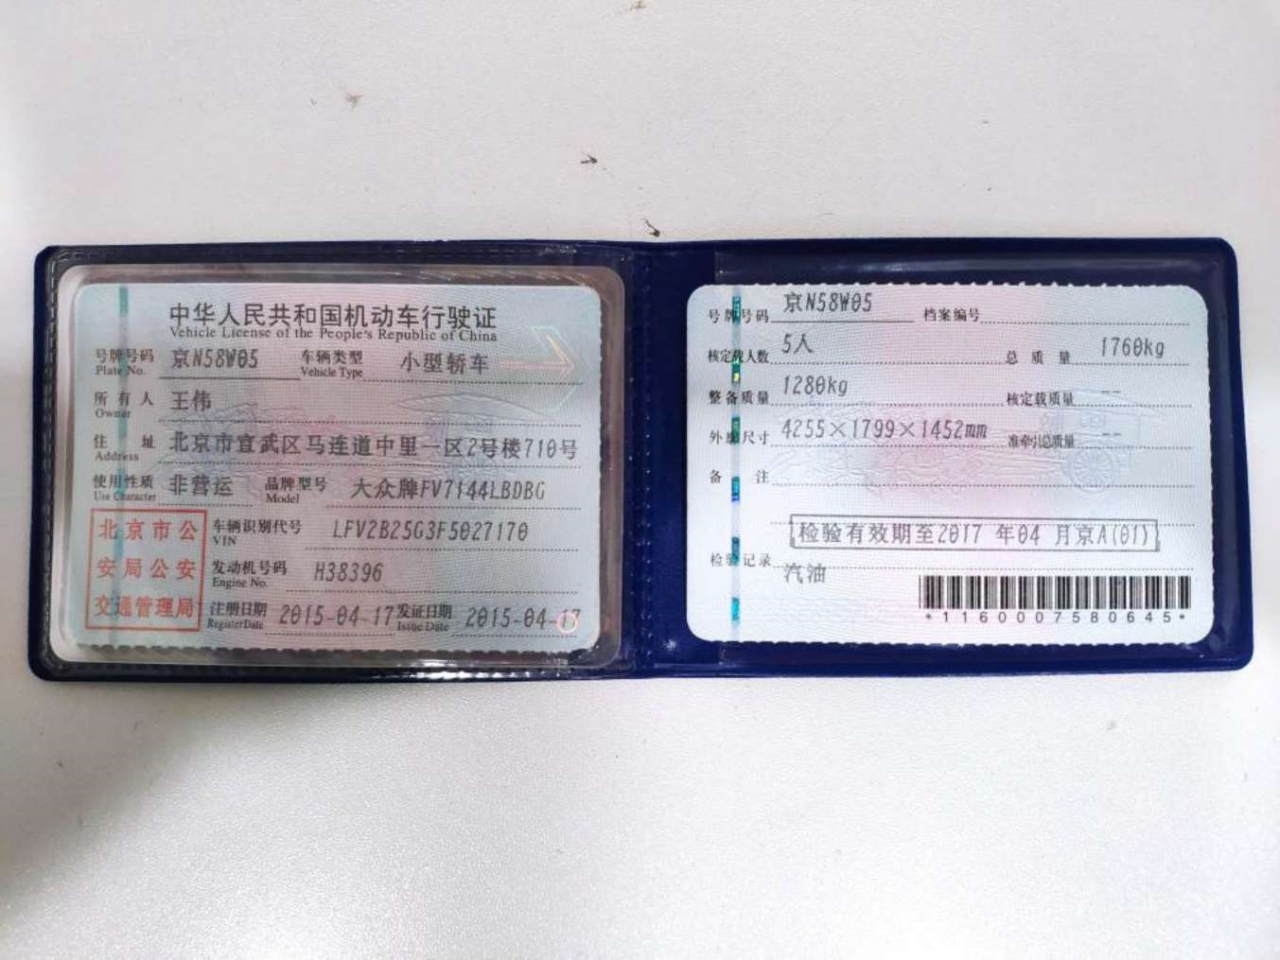 中华人民共和国机动车行驶证
Vehicle License of the People's Republic of China
号牌号码 京N58W05 车辆类型 小型轿车
Plate No. Vehicle Type
所有人 王伟
Owner
住址 北京市宣武区马连道中里一区2号楼710号
Address
使用性质 非营运 品牌型号 大众牌FV7144LBDBG
Use Character Model
北京市公
安局公安
交通管理局
车辆识别代号 LFV2B25G3F5027170
VIN
发动机号码 H38396
Engine No.
注册日期 2015-04-17 发证日期 2015-04-17
Register Date Issue Date
号牌号码 京N58W05 档案编号
核定载人数 5人 总质量 1760kg
整备质量 1280kg 核定载质量 --
外廓尺寸 4255×1799×1452mm 准牵引总质量 --
备注
检验有效期至2017 年04 月京A(01)
检验记录
汽油
*1160007580645*